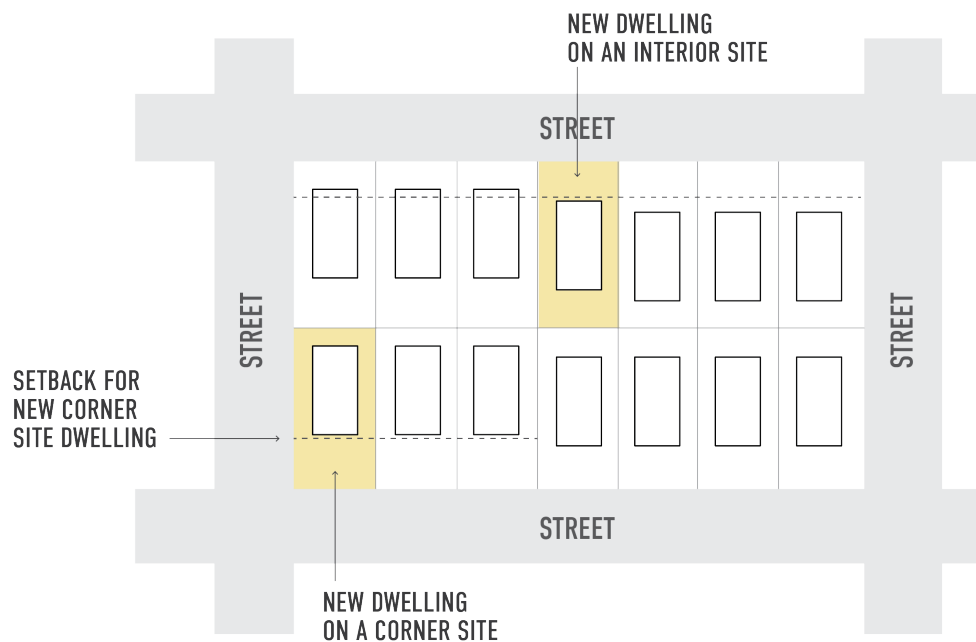 NEW DWELLING
ON AN INTERIOR SITE
STREET
STREET
STREET
SETBACK FOR
NEW CORNER
SITE DWELLING
STREET
NEW DWELLING
ON A CORNER SITE